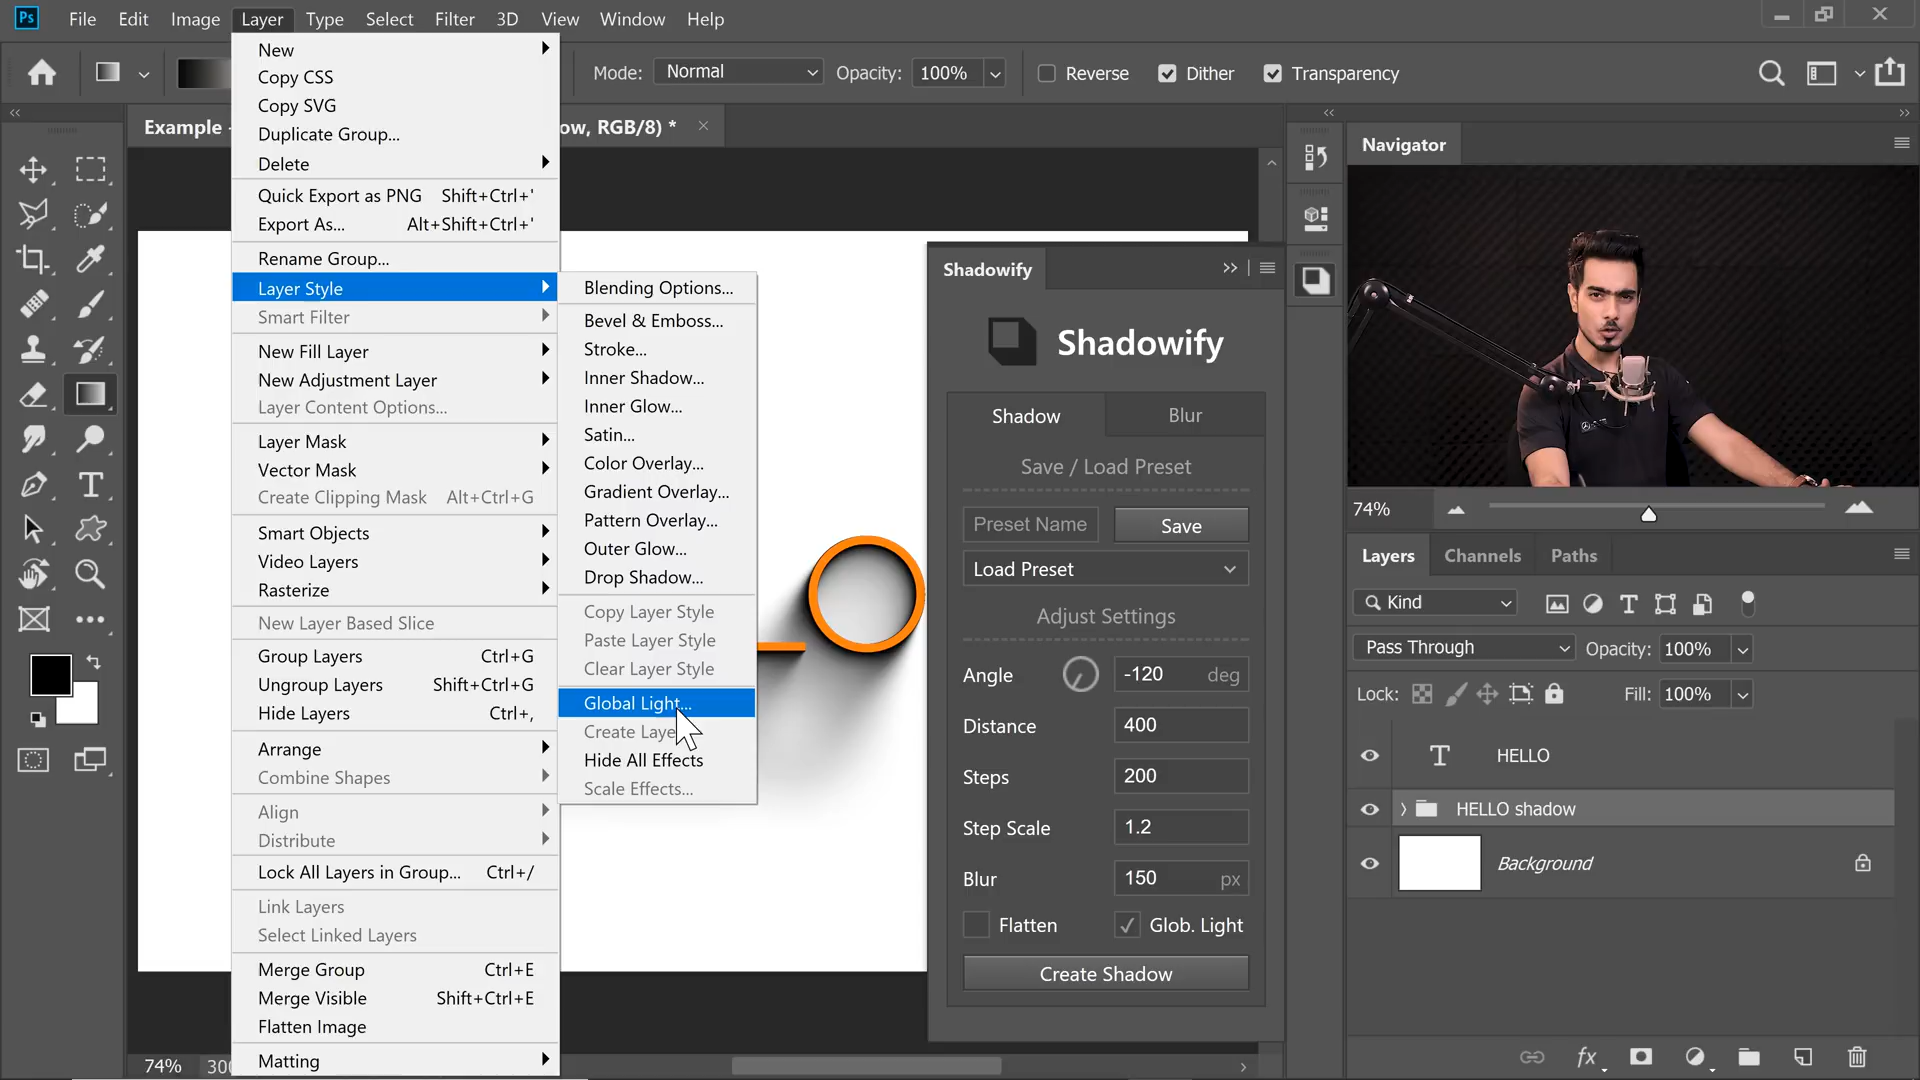 Ps File Edit Image Layer Type Select Filter 3D View Window Help
Mode: Normal Opacity: 100% Reverse Dither Transparency
Example - ow, RGB/8) *
New
Copy CSS
Copy SVG
Duplicate Group...
Delete
Quick Export as PNG Shift+Ctrl+'
Export As... Alt+Shift+Ctrl+'
Rename Group...
Layer Style
Smart Filter
New Fill Layer
New Adjustment Layer
Layer Content Options...
Layer Mask
Vector Mask
Create Clipping Mask Alt+Ctrl+G
Smart Objects
Video Layers
Rasterize
New Layer Based Slice
Group Layers Ctrl+G
Ungroup Layers Shift+Ctrl+G
Hide Layers Ctrl+,
Arrange
Combine Shapes
Align
Distribute
Lock All Layers in Group... Ctrl+/
Link Layers
Select Linked Layers
Merge Group Ctrl+E
Merge Visible Shift+Ctrl+E
Flatten Image
Matting
Blending Options...
Bevel & Emboss...
Stroke...
Inner Shadow...
Inner Glow...
Satin...
Color Overlay...
Gradient Overlay...
Pattern Overlay...
Outer Glow...
Drop Shadow...
Copy Layer Style
Paste Layer Style
Clear Layer Style
Global Light...
Create Laye
Hide All Effects
Scale Effects...
Shadowify
Shadowify
Shadow Blur
Save / Load Preset
Preset Name Save
Load Preset
Adjust Settings
Angle -120 deg
Distance 400
Steps 200
Step Scale 1.2
Blur 150 px
Flatten Glob. Light
Create Shadow
Navigator
74%
Layers Channels Paths
Kind
Pass Through Opacity: 100%
Lock: Fill: 100%
HELLO
HELLO shadow
Background
fx
74% 300